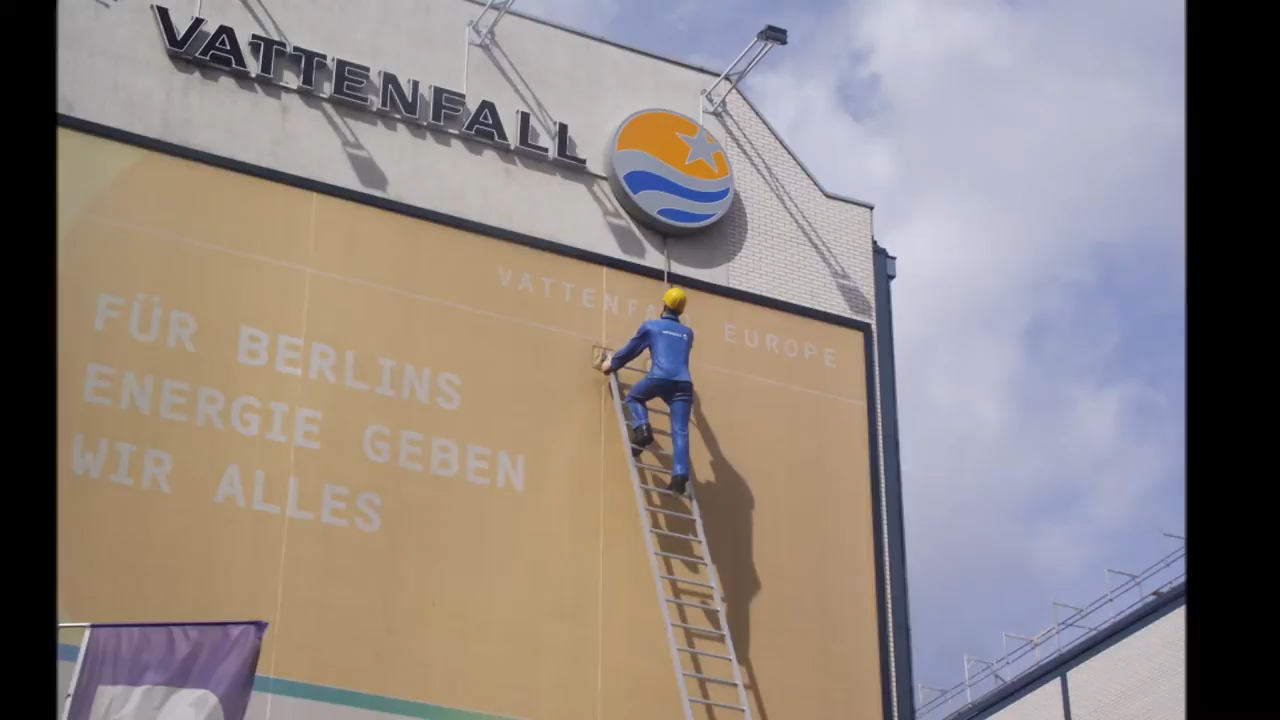 VATTENFALL
VATTENFALL EUROPE
FÜR BERLINS
ENERGIE GEBEN
WIR ALLES